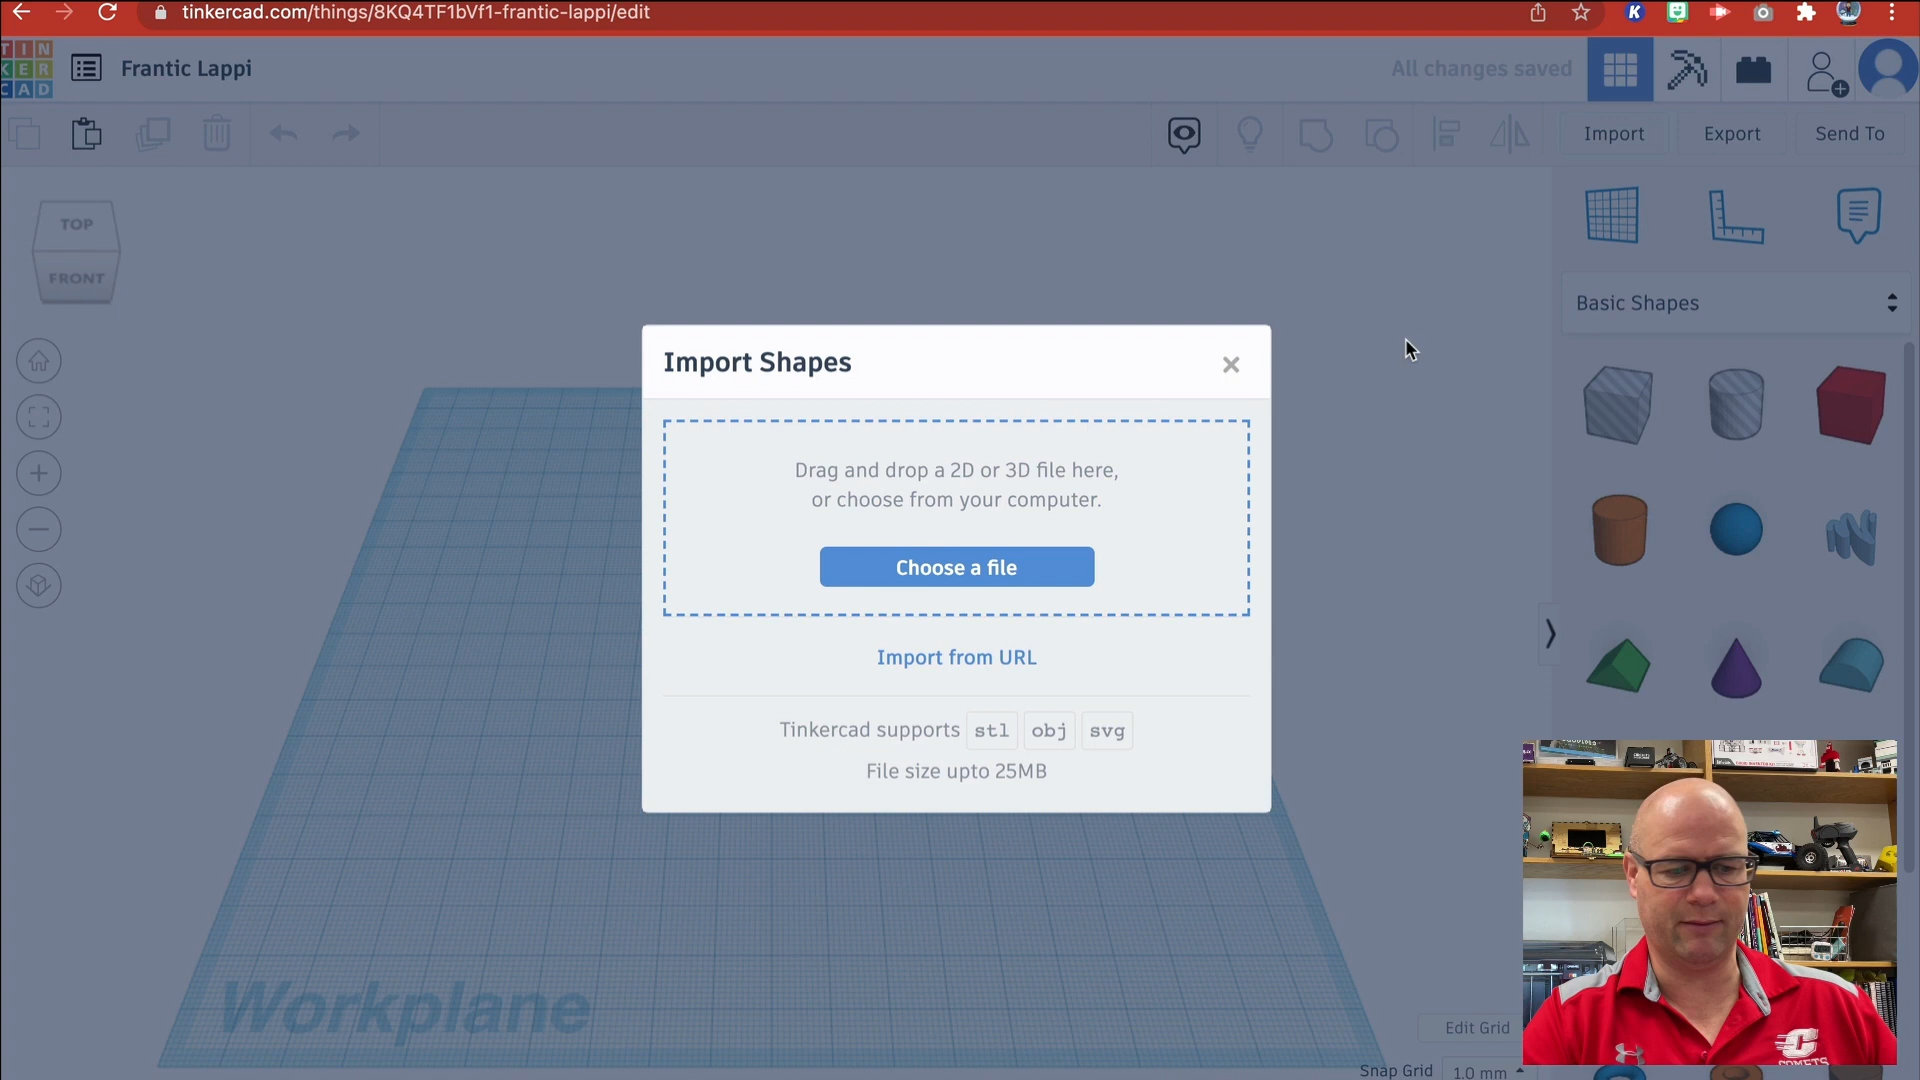 tinkercad.com/things/8KQ4TF1bVf1-frantic-lappi/edit
TIN
KER
CAD
Frantic Lappi
All changes saved
Import
Export
Send To
TOP
FRONT
Basic Shapes
Import Shapes
Drag and drop a 2D or 3D file here,
or choose from your computer.
Choose a file
Import from URL
Tinkercad supports stl obj svg
File size upto 25MB
Workplane
Edit Grid
Snap Grid 1.0 mm
C
COMETS